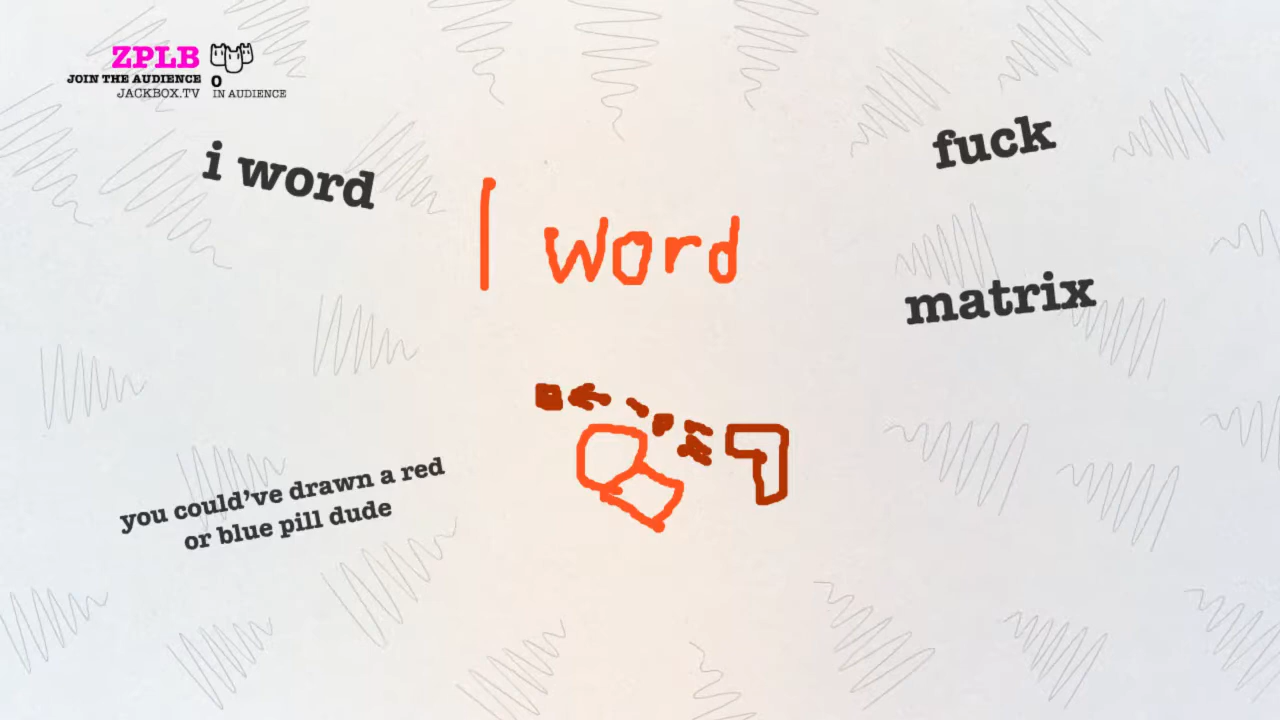 ZPLB
JOIN THE AUDIENCE
JACKBOX.TV
0
IN AUDIENCE
i word
fuck
1 word
matrix
you could've drawn a red
or blue pill dude